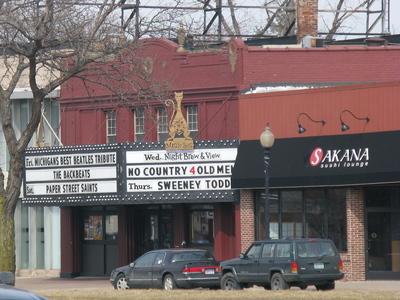 Fri. MICHIGANS BEST BEATLES TRIBUTE
THE BACKBEATS
Sat. PAPER STREET SAINTS
Wed. Night Brew & View
NO COUNTRY 4 OLD MEN
Thurs. SWEENEY TODD
SAKANA
sushi lounge